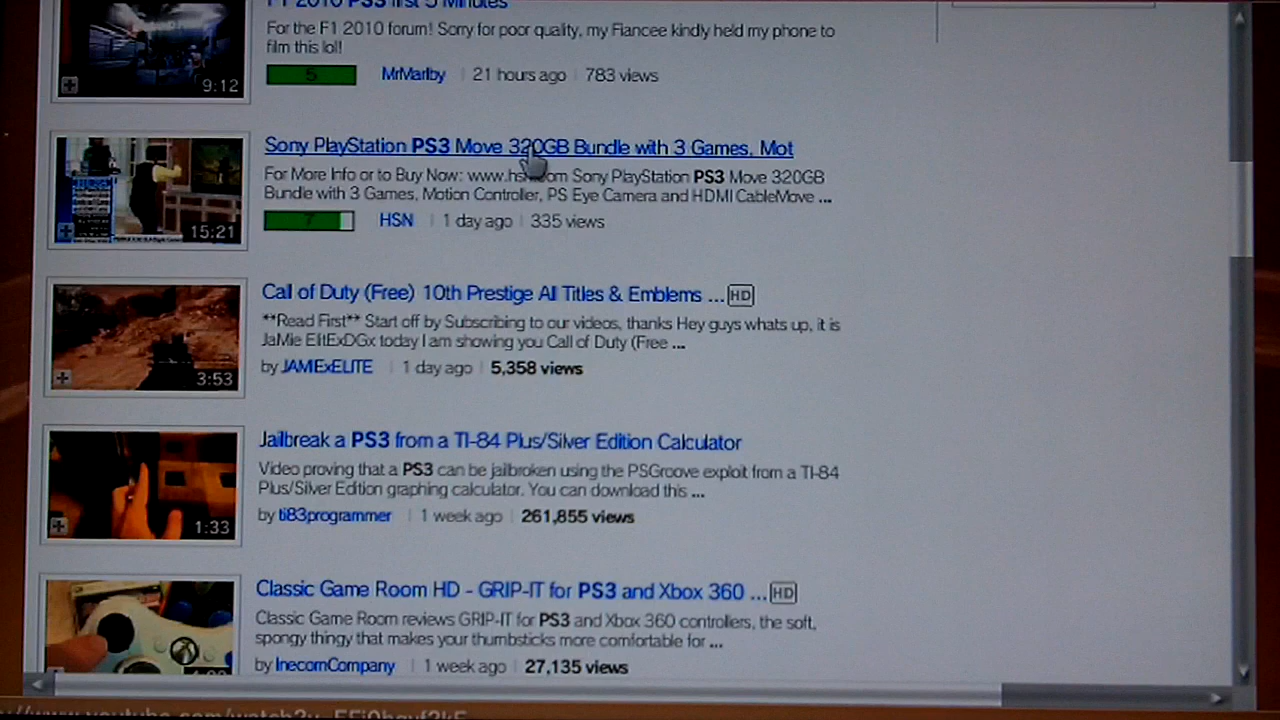 F1 2010 PS3 first 5 Minutes
For the F1 2010 forum! Sorry for poor quality, my Fiancee kindly held my phone to
film this lol!
9:12
5 MrMarlby 21 hours ago 783 views
Sony PlayStation PS3 Move 320GB Bundle with 3 Games, Mot
For More Info or to Buy Now: www.hsn.com Sony PlayStation PS3 Move 320GB
Bundle with 3 Games, Motion Controller, PS Eye Camera and HDMI CableMove ...
15:21
7 HSN 1 day ago 335 views
Call of Duty (Free) 10th Prestige All Titles & Emblems ... HD
**Read First** Start off by Subscribing to our videos, thanks Hey guys whats up, it is
JaMie ElitExDGx today I am showing you Call of Duty (Free ...
3:53
by JAMIExELITE 1 day ago 5,358 views
Jailbreak a PS3 from a TI-84 Plus/Silver Edition Calculator
Video proving that a PS3 can be jailbroken using the PSGroove exploit from a TI-84
Plus/Silver Edition graphing calculator. You can download this ...
1:33
by ti83programmer 1 week ago 261,855 views
Classic Game Room HD - GRIP-IT for PS3 and Xbox 360 ... HD
Classic Game Room reviews GRIP-IT for PS3 and Xbox 360 controllers, the soft,
spongy thingy that makes your thumbsticks more comfortable for ...
by InecomCompany 1 week ago 27,135 views